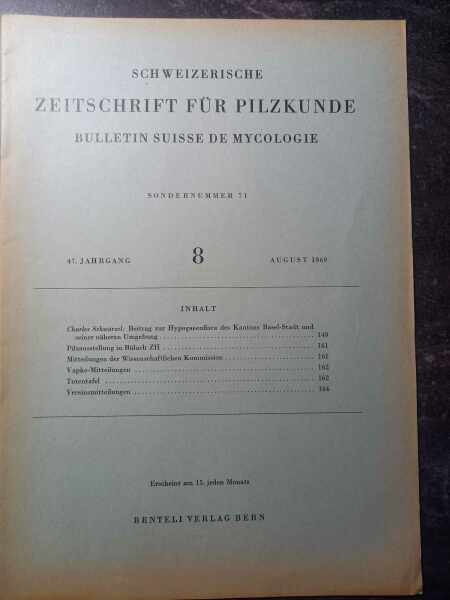 SCHWEIZERISCHE
ZEITSCHRIFT FÜR PILZKUNDE
BULLETIN SUISSE DE MYCOLOGIE
SONDERNUMMER 71
47. JAHRGANG 8 AUGUST 1969
INHALT
Charles Schwärzel: Beitrag zur Hypogaeenflora des Kantons Basel-Stadt und
seiner näheren Umgebung 149
Pilzausstellung in Bülach ZH 161
Mitteilungen der Wissenschaftlichen Kommission 162
Vapko-Mitteilungen 162
Totentafel 162
Vereinsmitteilungen 164
Erscheint am 15. jeden Monats
BENTELI VERLAG BERN